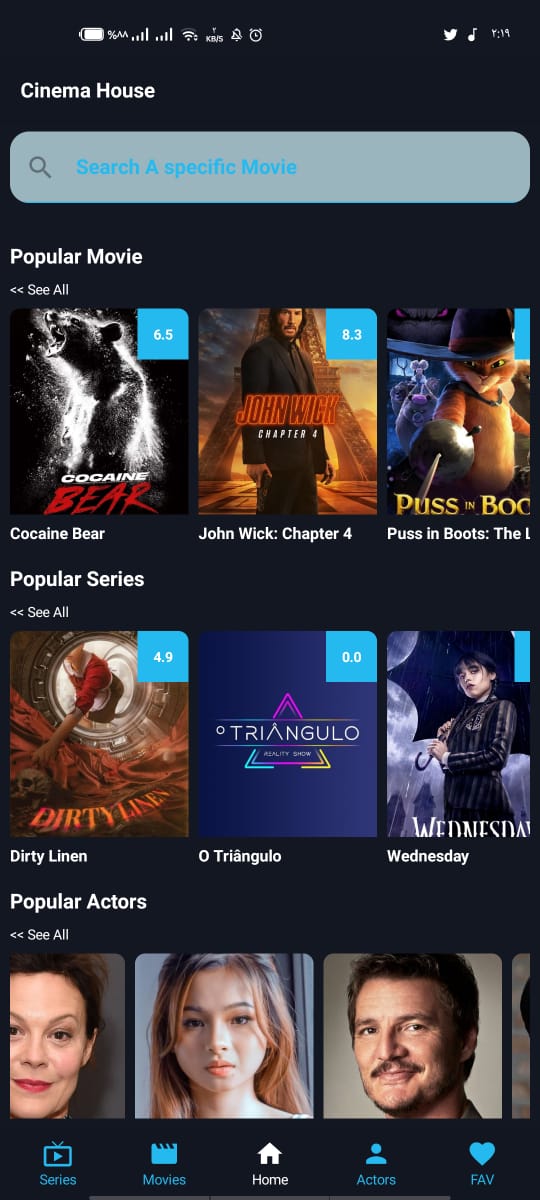 %٨٨
٢
KB/S
٢:١٩
Cinema House
Search A specific Movie
Popular Movie
<< See All
6.5
8.3
COCAINE
BEAR
JOHN WICK
CHAPTER 4
PUSS IN BOO
Cocaine Bear
John Wick: Chapter 4
Puss in Boots: The L
Popular Series
<< See All
4.9
0.0
DIRTY LINEN
O TRIÂNGULO
REALITY SHOW
WEDNESDAY
Dirty Linen
O Triângulo
Wednesday
Popular Actors
<< See All
Series
Movies
Home
Actors
FAV